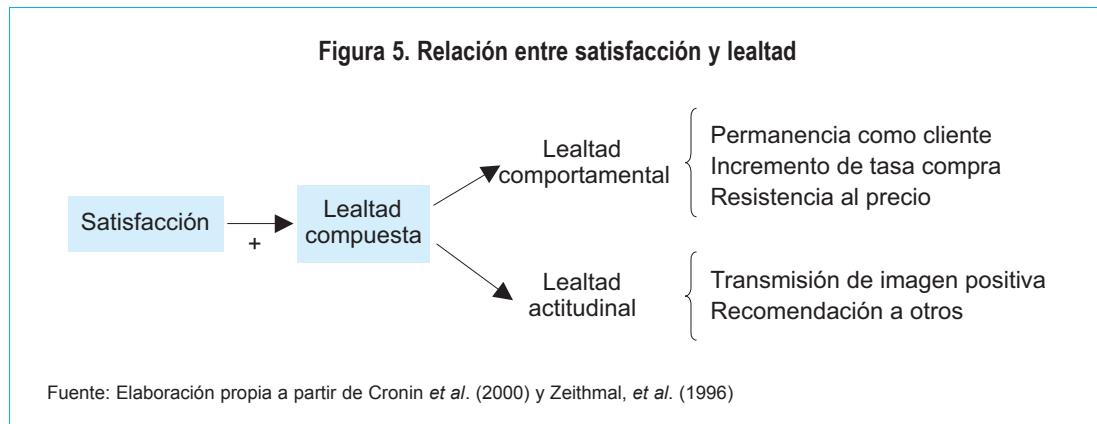 Figura 5. Relación entre satisfacción y lealtad
Satisfacción
+
Lealtad
compuesta
Lealtad
comportamental
Permanencia como cliente
Incremento de tasa compra
Resistencia al precio
Lealtad
actitudinal
Transmisión de imagen positiva
Recomendación a otros
Fuente: Elaboración propia a partir de Cronin et al. (2000) y Zeithmal, et al. (1996)